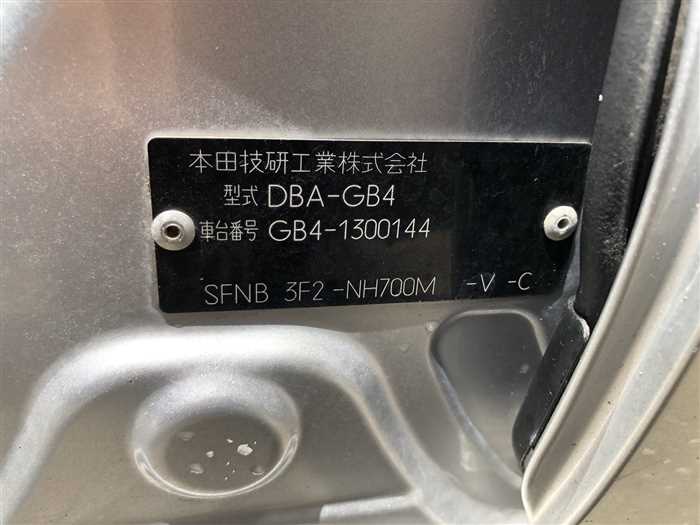 本田技研工業株式会社
型式 DBA-GB4
車台番号 GB4-1300144
SFNB 3F2 -NH700M -V -C